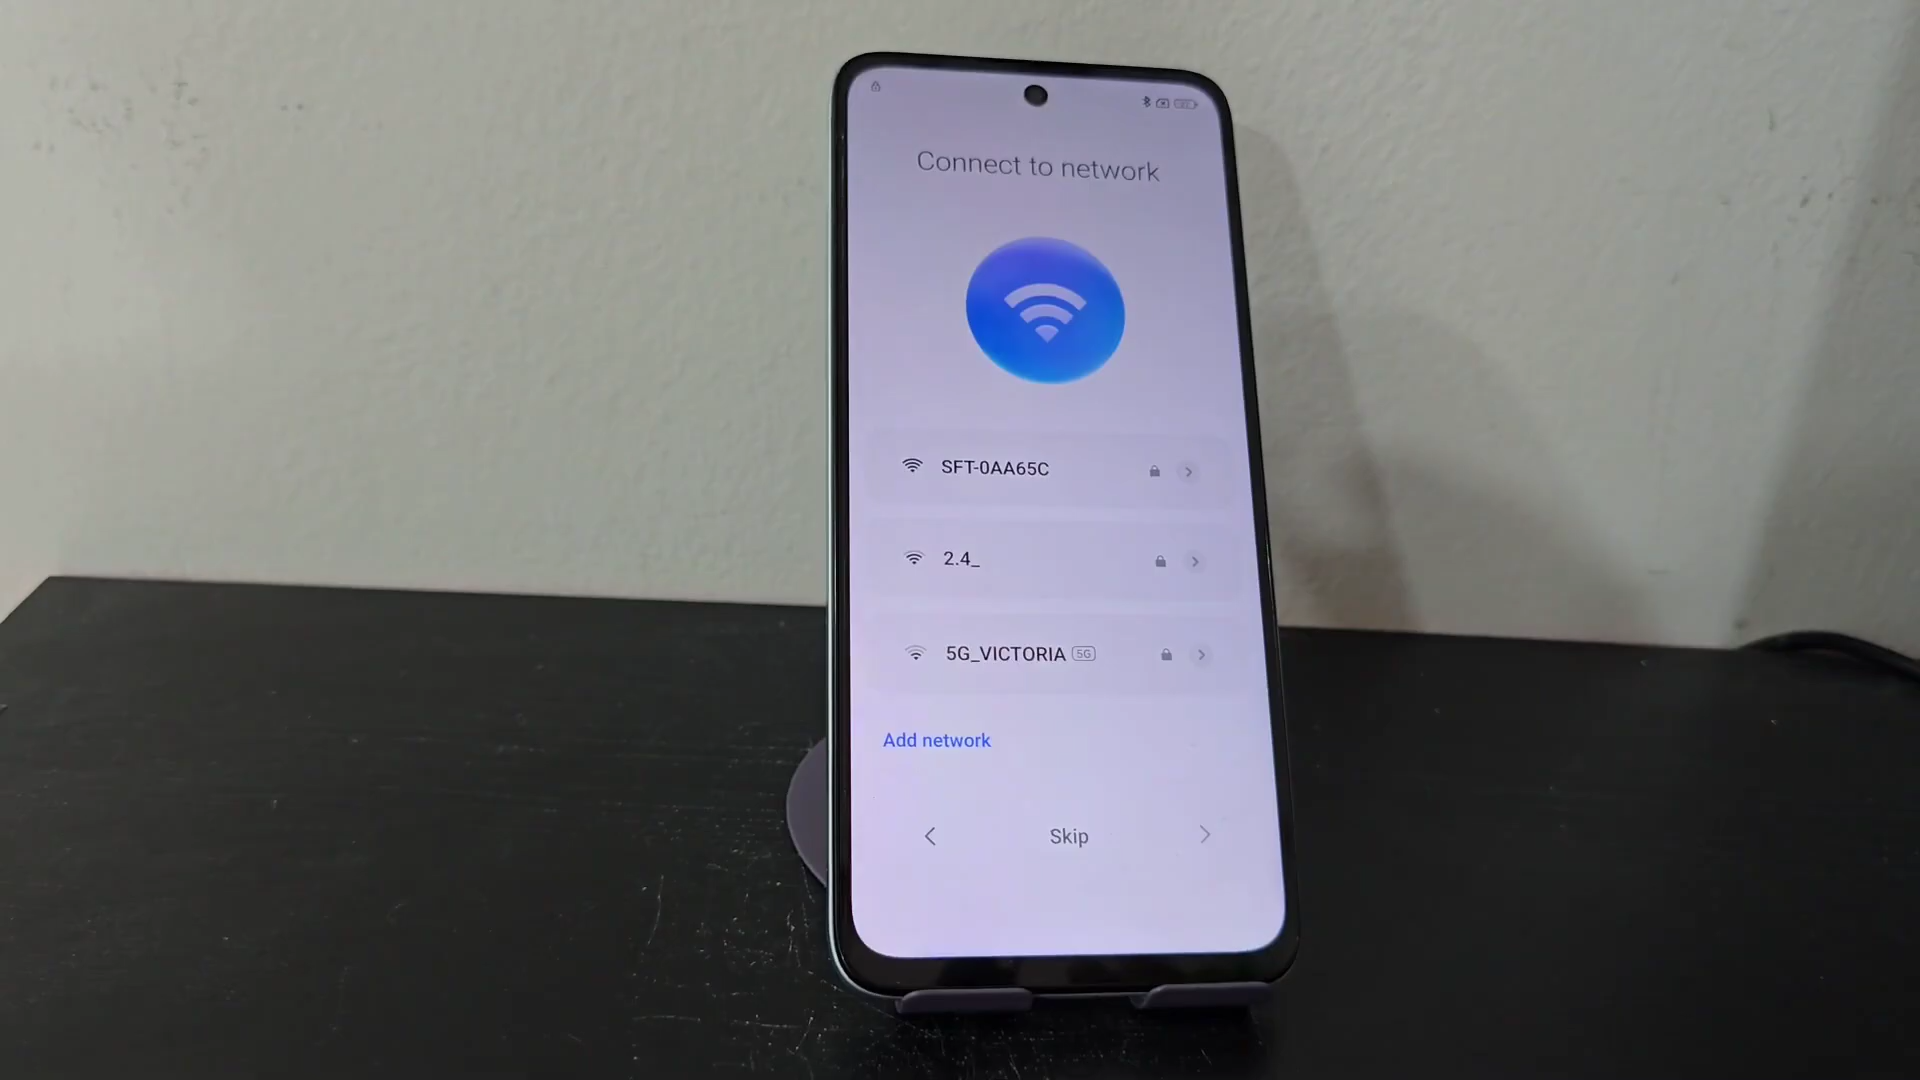 Connect to network
SFT-0AA65C
2.4_
5G_VICTORIA 5G
Add network
Skip